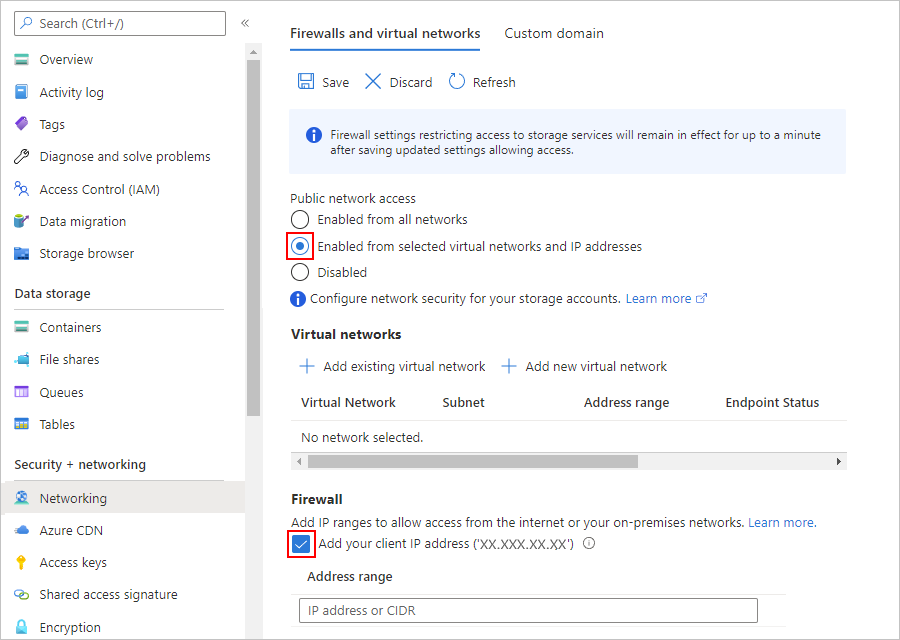 Search (Ctrl+/)
«
Overview
Activity log
Tags
Diagnose and solve problems
Access Control (IAM)
Data migration
Storage browser
Data storage
Containers
File shares
Queues
Tables
Security + networking
Networking
Azure CDN
Access keys
Shared access signature
Encryption
Firewalls and virtual networks Custom domain
Save Discard Refresh
Firewall settings restricting access to storage services will remain in effect for up to a minute
after saving updated settings allowing access.
Public network access
Enabled from all networks
Enabled from selected virtual networks and IP addresses
Disabled
Configure network security for your storage accounts. Learn more
Virtual networks
Add existing virtual network Add new virtual network
Virtual Network Subnet Address range Endpoint Status
No network selected.
Firewall
Add IP ranges to allow access from the internet or your on-premises networks. Learn more.
Add your client IP address ('XX.XXX.XX.XX')
Address range
IP address or CIDR